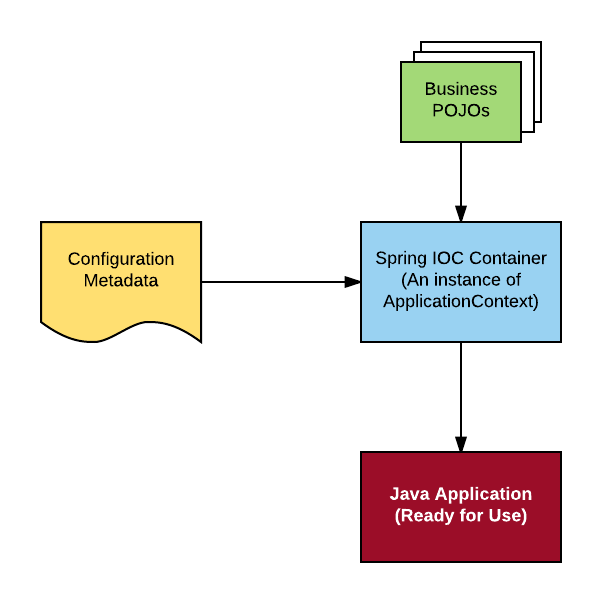 Business
POJOs
Configuration
Metadata
Spring IOC Container
(An instance of
ApplicationContext)
Java Application
(Ready for Use)